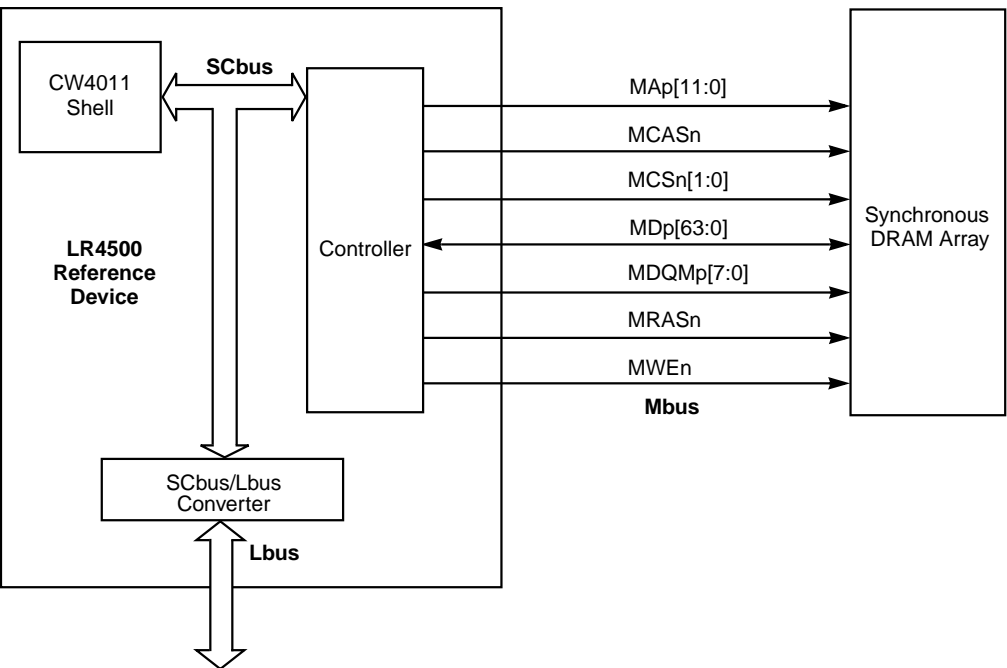 CW4011
Shell
SCbus
LR4500
Reference
Device
Controller
SCbus/Lbus
Converter
Lbus
MAp[11:0]
MCASn
MCSn[1:0]
MDp[63:0]
MDQMp[7:0]
MRASn
MWEn
Mbus
Synchronous
DRAM Array